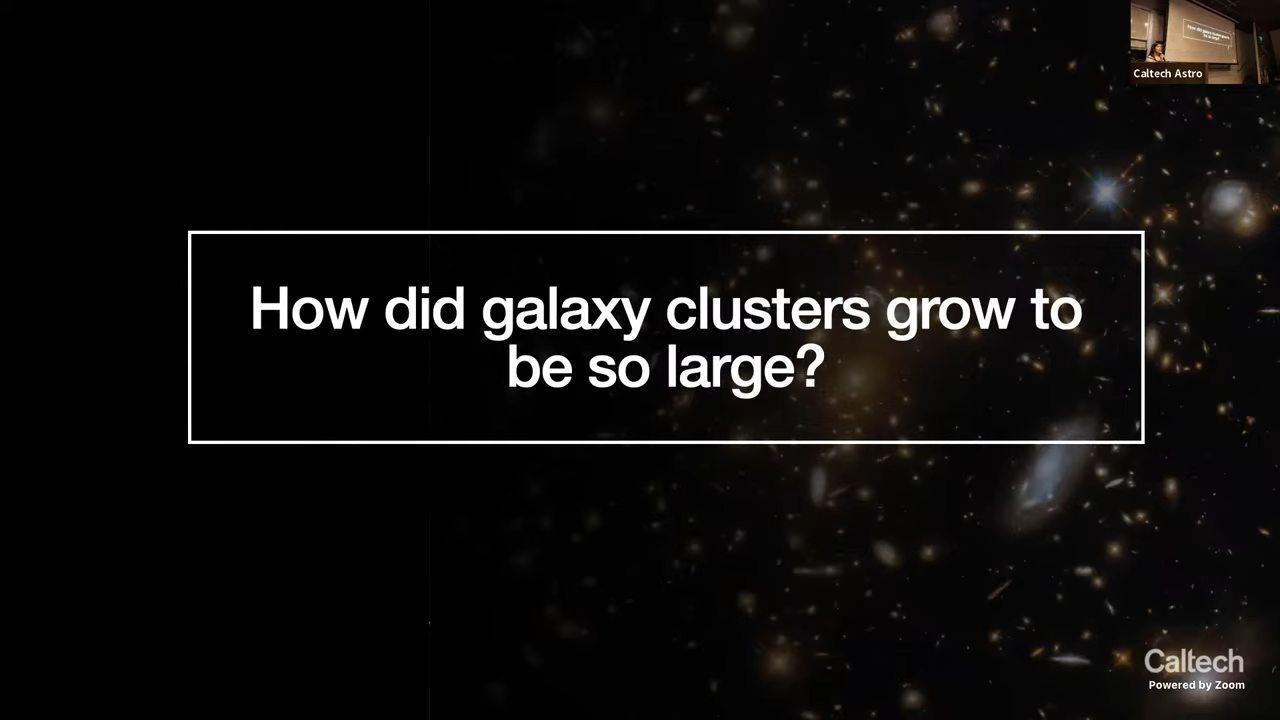 Caltech Astro
How did galaxy clusters grow to
be so large?
Caltech
Powered by Zoom